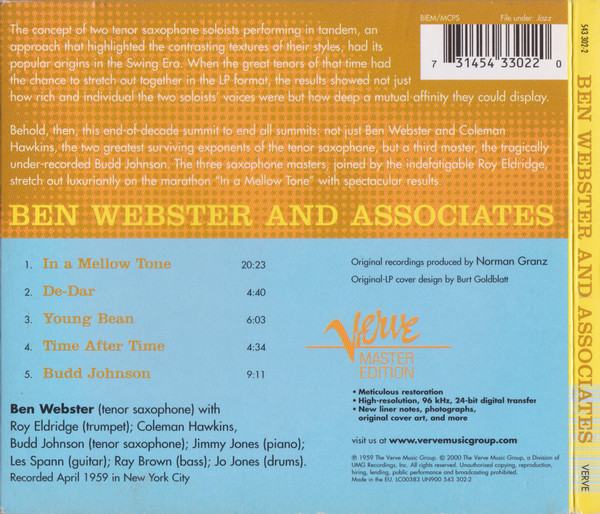 The concept of two tenor saxophone soloists performing in tandem, an
approach that highlighted the contrasting textures of their styles, had its
popular origins in the Swing Era. When the great tenors of that time had
the chance to stretch out together in the LP format, the results showed not just
how rich and individual the two soloists' voices were but how deep a mutual affinity they could display.
BIEM/MCPS File under: Jazz
7 31454 33022 0
Behold, then, this end-of-decade summit to end all summits: not just Ben Webster and Coleman
Hawkins, the two greatest surviving exponents of the tenor saxophone, but a third master, the tragically
under-recorded Budd Johnson. The three saxophone masters, joined by the indefatigable Roy Eldridge,
stretch out luxuriantly on the marathon "In a Mellow Tone" with spectacular results.
BEN WEBSTER AND ASSOCIATES
1. In a Mellow Tone 20:23
2. De-Dar 4:40
3. Young Bean 6:03
4. Time After Time 4:34
5. Budd Johnson 9:11
Ben Webster (tenor saxophone) with
Roy Eldridge (trumpet); Coleman Hawkins,
Budd Johnson (tenor saxophone); Jimmy Jones (piano);
Les Spann (guitar); Ray Brown (bass); Jo Jones (drums).
Recorded April 1959 in New York City
Original recordings produced by Norman Granz
Original-LP cover design by Burt Goldblatt
Verve
MASTER
EDITION
• Meticulous restoration
• High-resolution, 96 kHz, 24-bit digital transfer
• New liner notes, photographs,
original cover art, and more
visit us at www.vervemusicgroup.com
℗ 1959 The Verve Music Group. © 2000 The Verve Music Group, a Division of
UMG Recordings, Inc. All rights reserved. Unauthorized copying, reproduction,
hiring, lending, public performance and broadcasting prohibited.
Made in the EU. LC00383 UN900 543 302-2
543 302-2
BEN WEBSTER AND ASSOCIATES
VERVE